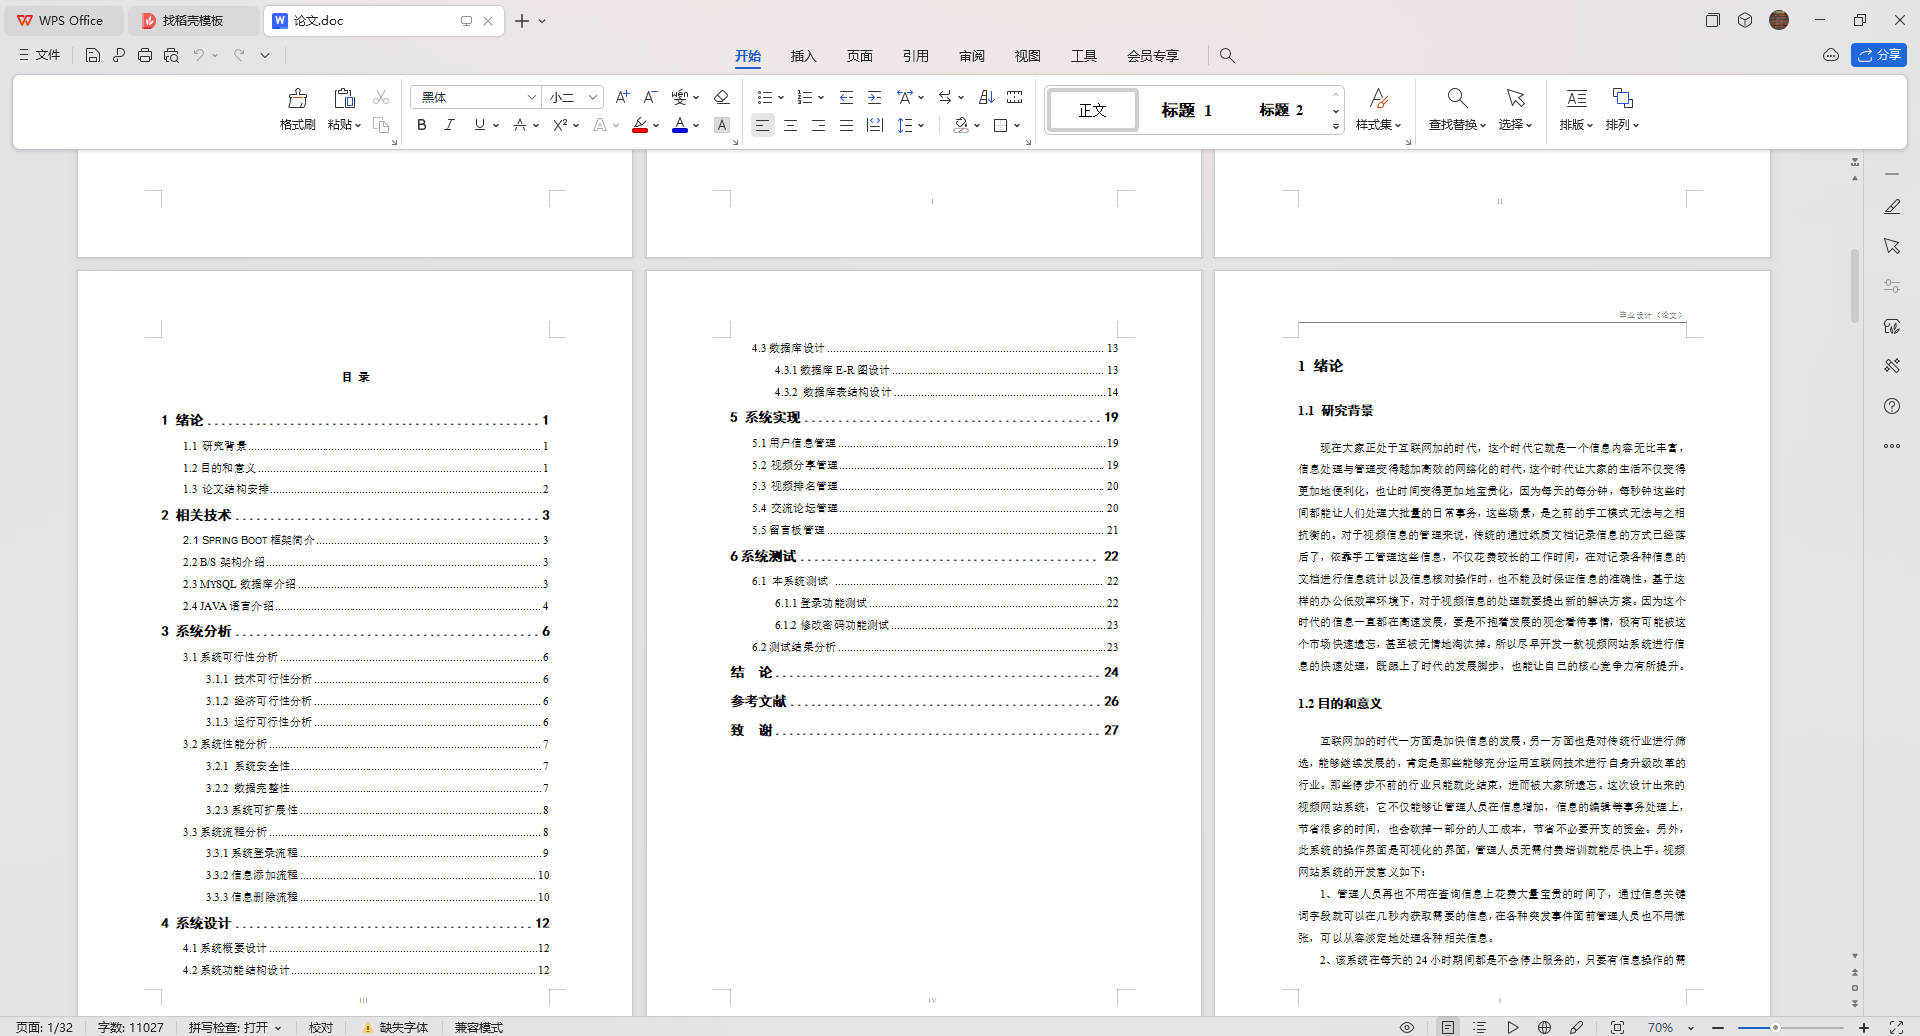 WPS Office
找稻壳模板
论文.doc
文件
开始
插入
页面
引用
审阅
视图
工具
会员专享
分享
格式刷
粘贴
黑体
小二
正文
标题 1
标题 2
样式集
查找替换
选择
排版
排列
I
II
目 录
1 绪论 1
1.1 研究背景 1
1.2 目的和意义 1
1.3 论文结构安排 2
2 相关技术 3
2.1 SPRING BOOT 框架简介 3
2.2 B/S 架构介绍 3
2.3 MYSQL 数据库介绍 3
2.4 JAVA 语言介绍 4
3 系统分析 6
3.1 系统可行性分析 6
3.1.1 技术可行性分析 6
3.1.2 经济可行性分析 6
3.1.3 运行可行性分析 6
3.2 系统性能分析 7
3.2.1 系统安全性 7
3.2.2 数据完整性 7
3.2.3 系统可扩展性 8
3.3 系统流程分析 8
3.3.1 系统登录流程 9
3.3.2 信息添加流程 10
3.3.3 信息删除流程 10
4 系统设计 12
4.1 系统概要设计 12
4.2 系统功能结构设计 12
III
4.3 数据库设计 13
4.3.1 数据库 E-R 图设计 13
4.3.2 数据库表结构设计 14
5 系统实现 19
5.1 用户信息管理 19
5.2 视频分享管理 19
5.3 视频排名管理 20
5.4 交流论坛管理 20
5.5 留言板管理 21
6 系统测试 22
6.1 本系统测试 22
6.1.1 登录功能测试 22
6.1.2 修改密码功能测试 23
6.2 测试结果分析 23
结 论 24
参考文献 26
致 谢 27
IV
毕业设计（论文）
1 绪论
1.1 研究背景
现在大家正处于互联网加的时代，这个时代它就是一个信息内容无比丰富，
信息处理与管理变得越加高效的网络化的时代，这个时代让大家的生活不仅变得
更加地便利化，也让时间变得更加地宝贵化，因为每天的每分钟，每秒钟这些时
间都能让人们处理大批量的日常事务，这些场景，是之前的手工模式无法与之相
抗衡的。对于视频信息的管理来说，传统的通过纸质文档记录信息的方式已经落
后了，依靠手工管理这些信息，不仅花费较长的工作时间，在对记录各种信息的
文档进行信息统计以及信息核对操作时，也不能及时保证信息的准确性，基于这
样的办公低效率环境下，对于视频信息的处理就要提出新的解决方案。因为这个
时代的信息一直都在高速发展，要是不抱着发展的观念看待事情，极有可能被这
个市场快速遗忘，甚至被无情地淘汰掉。所以尽早开发一款视频网站系统进行信
息的快速处理，既跟上了时代的发展脚步，也能让自己的核心竞争力有所提升。
1.2 目的和意义
互联网加的时代一方面是加快信息的发展，另一方面也是对传统行业进行筛
选，能够继续发展的，肯定是那些能够充分运用互联网技术进行自身升级改革的
行业。那些停步不前的行业只能就此结束，进而被大家所遗忘。这次设计出来的
视频网站系统，它不仅能够让管理人员在信息增加，信息的编辑等事务处理上，
节省很多的时间，也会砍掉一部分的人工成本，节省不必要开支的资金。另外，
此系统的操作界面是可视化的界面，管理人员无需付费培训就能尽快上手。视频
网站系统的开发意义如下：
1、管理人员再也不用在查询信息上花费大量宝贵的时间了，通过信息关键
词字段就可以在几秒内获取需要的信息，在各种突发事件面前管理人员也不用慌
张，可以从容淡定地处理各种相关信息。
2、该系统在每天的 24 小时期间都是不会停止服务的，只要有信息操作的需
I
页面: 1/32
字数: 11027
拼写检查: 打开
校对
缺失字体
兼容模式
70%